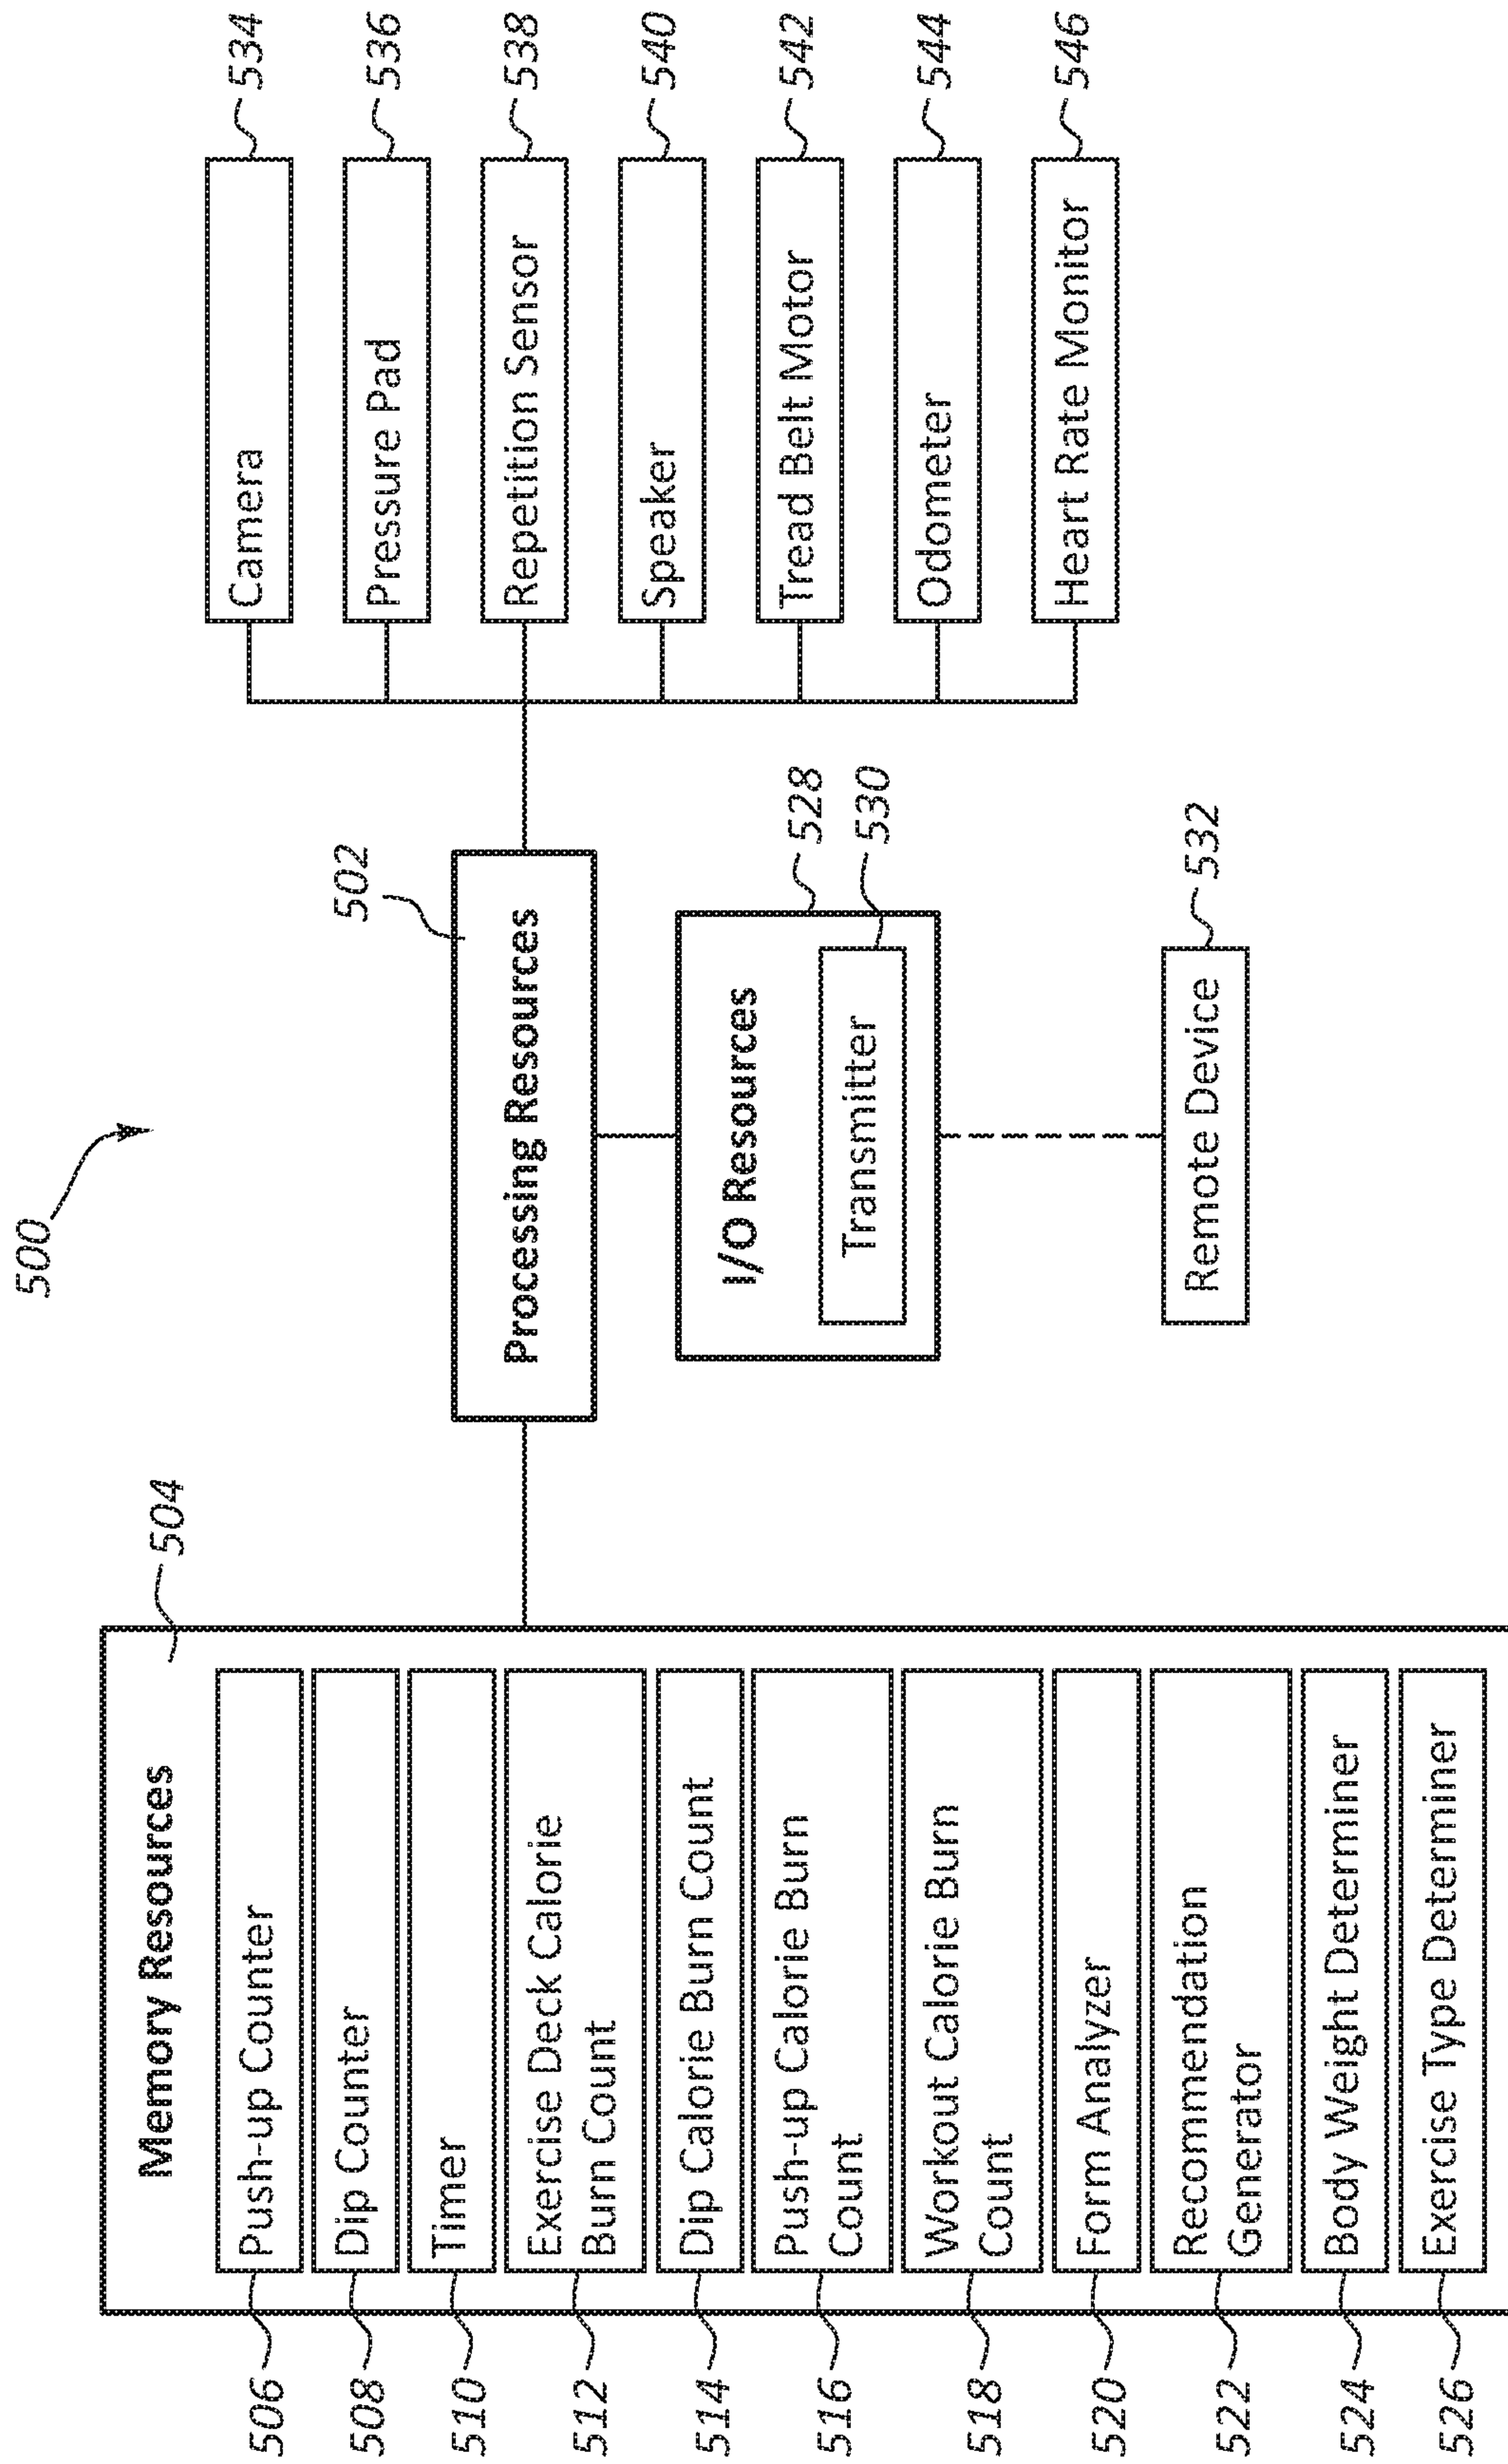 500
504
Memory Resources
506
Push-up Counter
508
Dip Counter
510
Timer
512
Exercise Deck Calorie
Burn Count
514
Dip Calorie Burn Count
516
Push-up Calorie Burn
Count
518
Workout Calorie Burn
Count
520
Form Analyzer
522
Recommendation
Generator
524
Body Weight Determiner
526
Exercise Type Determiner
502
Processing Resources
528
I/O Resources
530
Transmitter
532
Remote Device
Camera
534
Pressure Pad
536
Repetition Sensor
538
Speaker
540
Tread Belt Motor
542
Odometer
544
Heart Rate Monitor
546